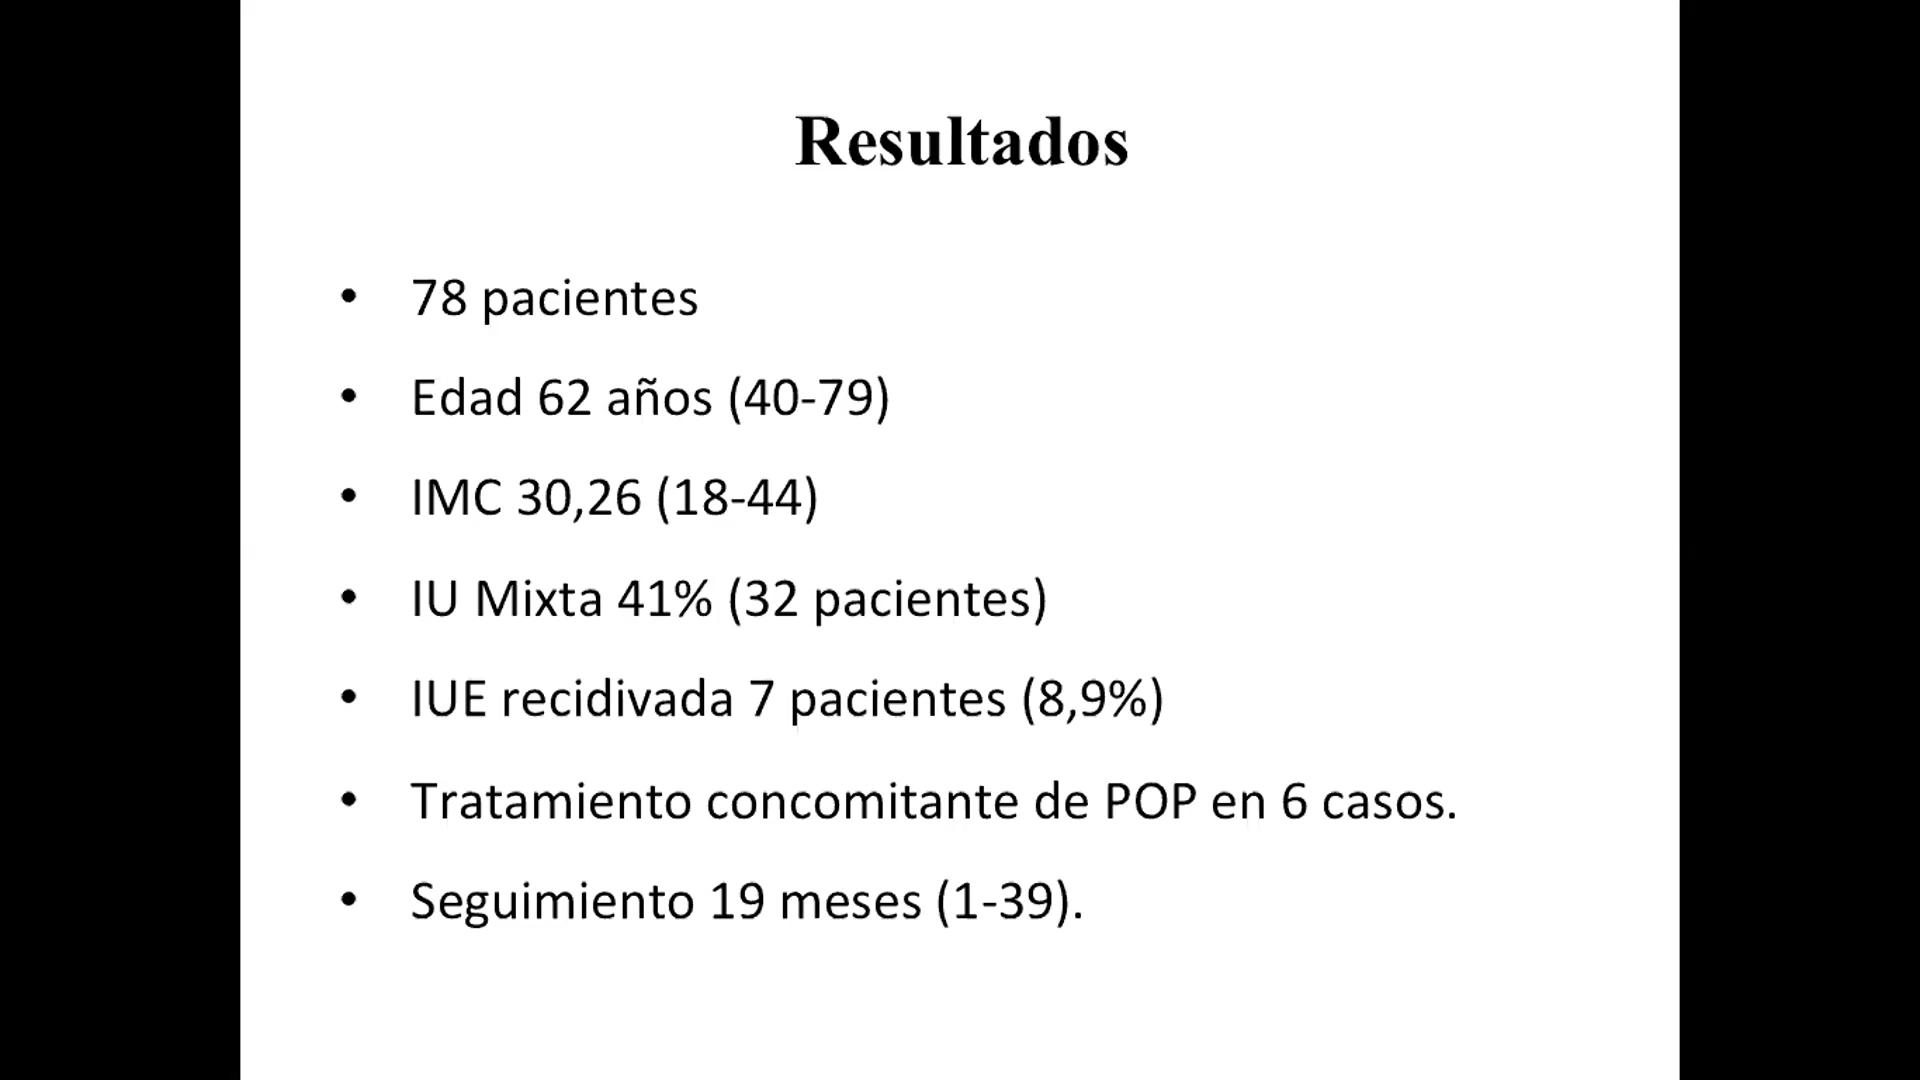 Resultados
• 78 pacientes
• Edad 62 años (40-79)
• IMC 30,26 (18-44)
• IU Mixta 41% (32 pacientes)
• IUE recidivada 7 pacientes (8,9%)
• Tratamiento concomitante de POP en 6 casos.
• Seguimiento 19 meses (1-39).